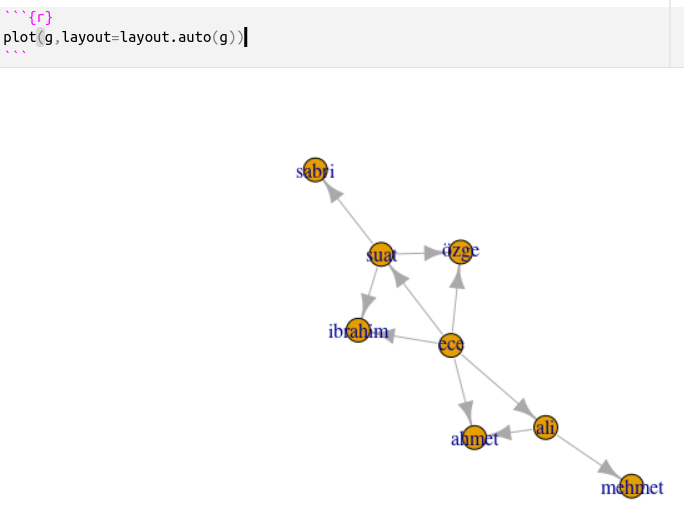 ```{r}
plot(g,layout=layout.auto(g))
```
sabri
suat
özge
ibrahim
ece
ahmet
ali
mehmet